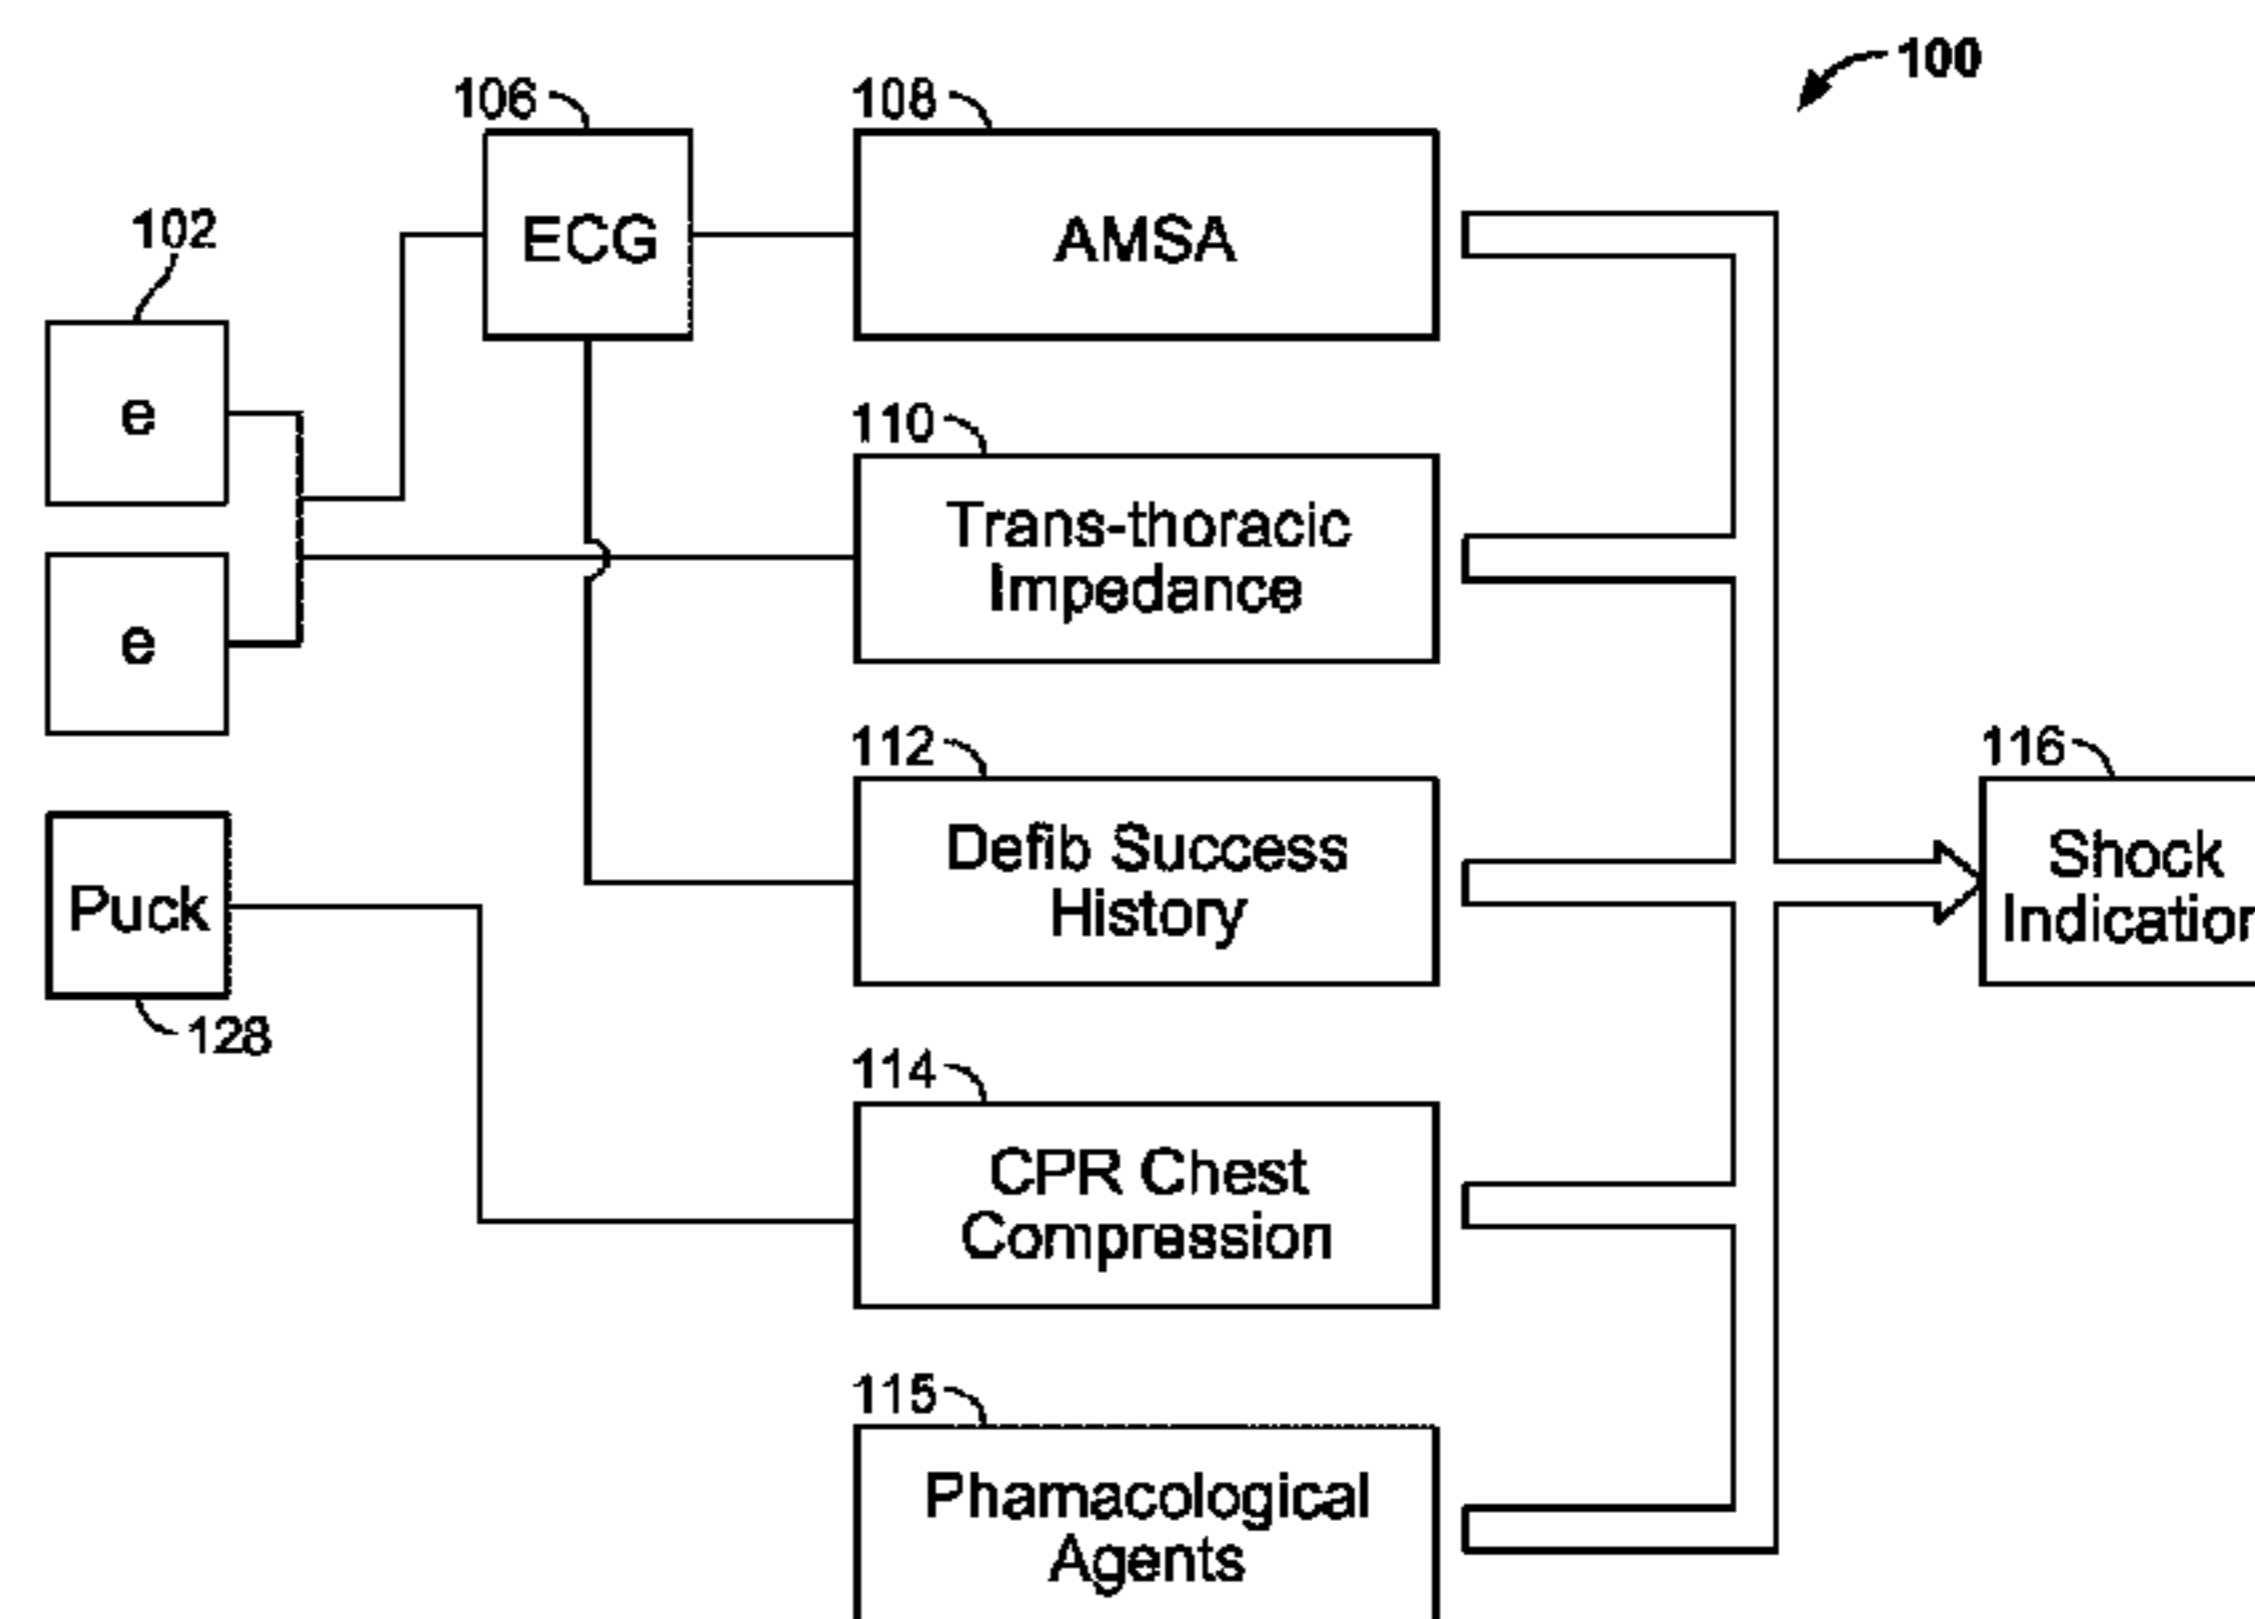 100
106
108
ECG
AMSA
102
e
110
Trans-thoracic
Impedance
e
112
116
Defib Success
History
Shock
Indication
Puck
128
114
CPR Chest
Compression
115
Phamacological
Agents